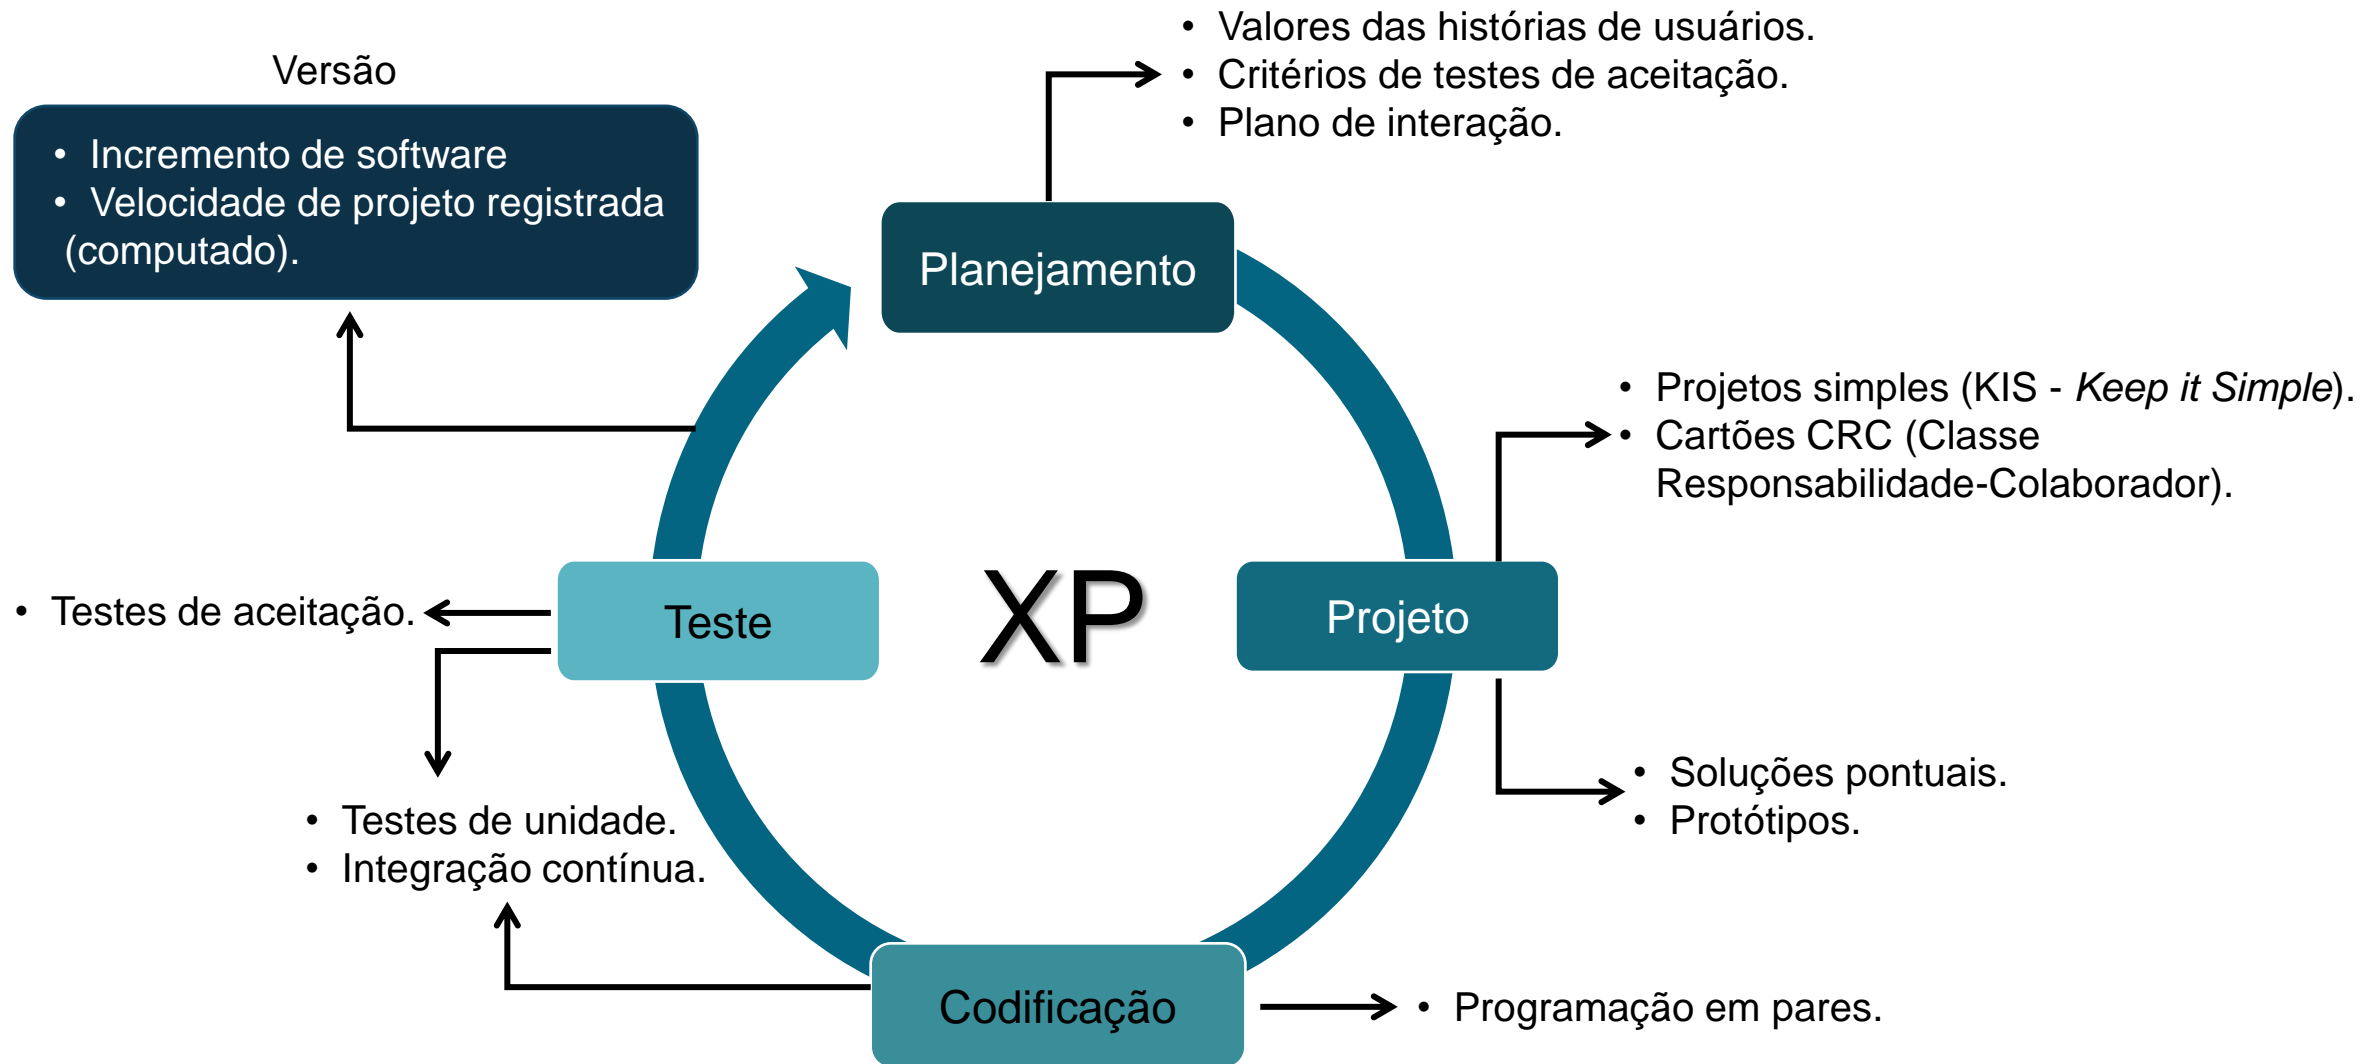 • Valores das histórias de usuários.
• Critérios de testes de aceitação.
• Plano de interação.
Versão
• Incremento de software
• Velocidade de projeto registrada
(computado).
Planejamento
• Projetos simples (KIS - Keep it Simple).
• Cartões CRC (Classe
Responsabilidade-Colaborador).
• Testes de aceitação.
Teste
XP
Projeto
• Soluções pontuais.
• Protótipos.
• Testes de unidade.
• Integração contínua.
Codificação
• Programação em pares.